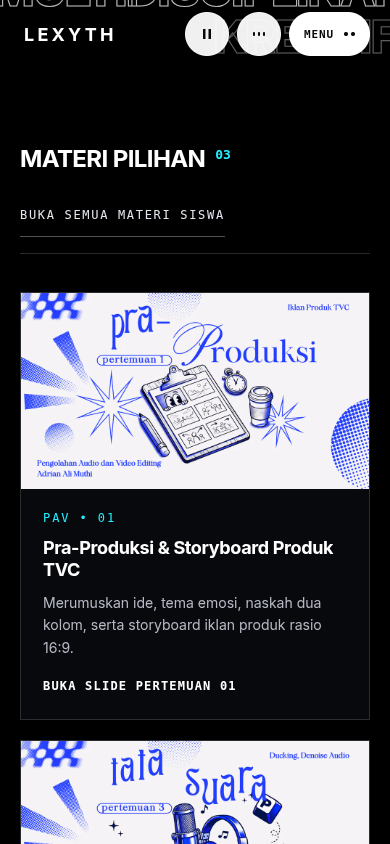 LEXYTH
MENU
MATERI PILIHAN 03
BUKA SEMUA MATERI SISWA
Iklan Produk TVC
pra-
pertemuan 1
Produksi
Pengolahan Audio dan Video Editing
Adrian Ali Muthi
PAV • 01
Pra-Produksi & Storyboard Produk
TVC
Merumuskan ide, tema emosi, naskah dua
kolom, serta storyboard iklan produk rasio
16:9.
BUKA SLIDE PERTEMUAN 01
Ducking, Denoise Audio
tata
suara
pertemuan 3
P